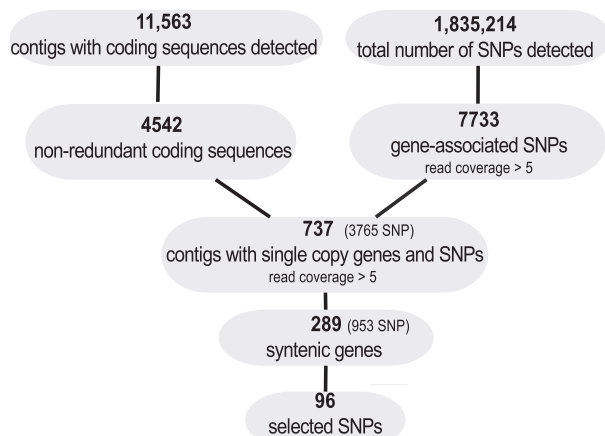 11,563
contigs with coding sequences detected
1,835,214
total number of SNPs detected
4542
non-redundant coding sequences
7733
gene-associated SNPs
read coverage > 5
737 (3765 SNP)
contigs with single copy genes and SNPs
read coverage > 5
289 (953 SNP)
syntenic genes
96
selected SNPs